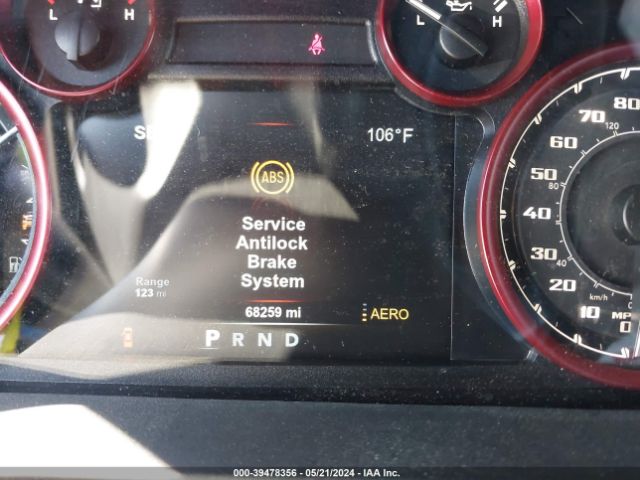 L H
L H
106°F
ABS
Service
Antilock
Brake
System
Range
123 mi
68259 mi
AERO
P R N D
80
70
60
50
40
30
20
10
0
120
80
40
0
km/h
MP
000-39478356 - 05/21/2024 - IAA Inc.